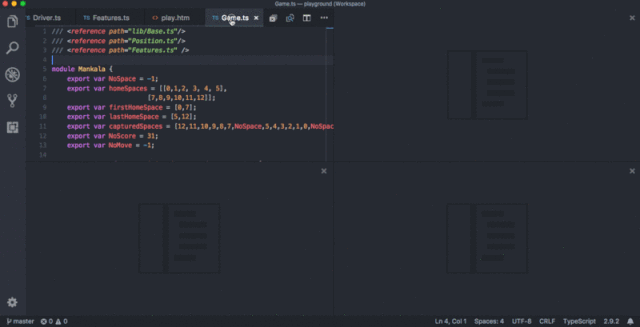 Game.ts — playground (Workspace)
TS Driver.ts TS Features.ts <> play.htm TS Game.ts
1 /// <reference path="lib/Base.ts"/>
2 /// <reference path="Position.ts"/>
3 /// <reference path="Features.ts" />
4
5 module Mankala {
6 export var NoSpace = -1;
7 export var homeSpaces = [[0,1,2, 3, 4, 5],
8 [7,8,9,10,11,12]];
9 export var firstHomeSpace = [0,7];
10 export var lastHomeSpace = [5,12];
11 export var capturedSpaces = [12,11,10,9,8,7,NoSpace,5,4,3,2,1,0,NoSpac
12 export var NoScore = 31;
13 export var NoMove = -1;
14
master 0 0 Ln 4, Col 1 Spaces: 4 UTF-8 CRLF TypeScript 2.9.2